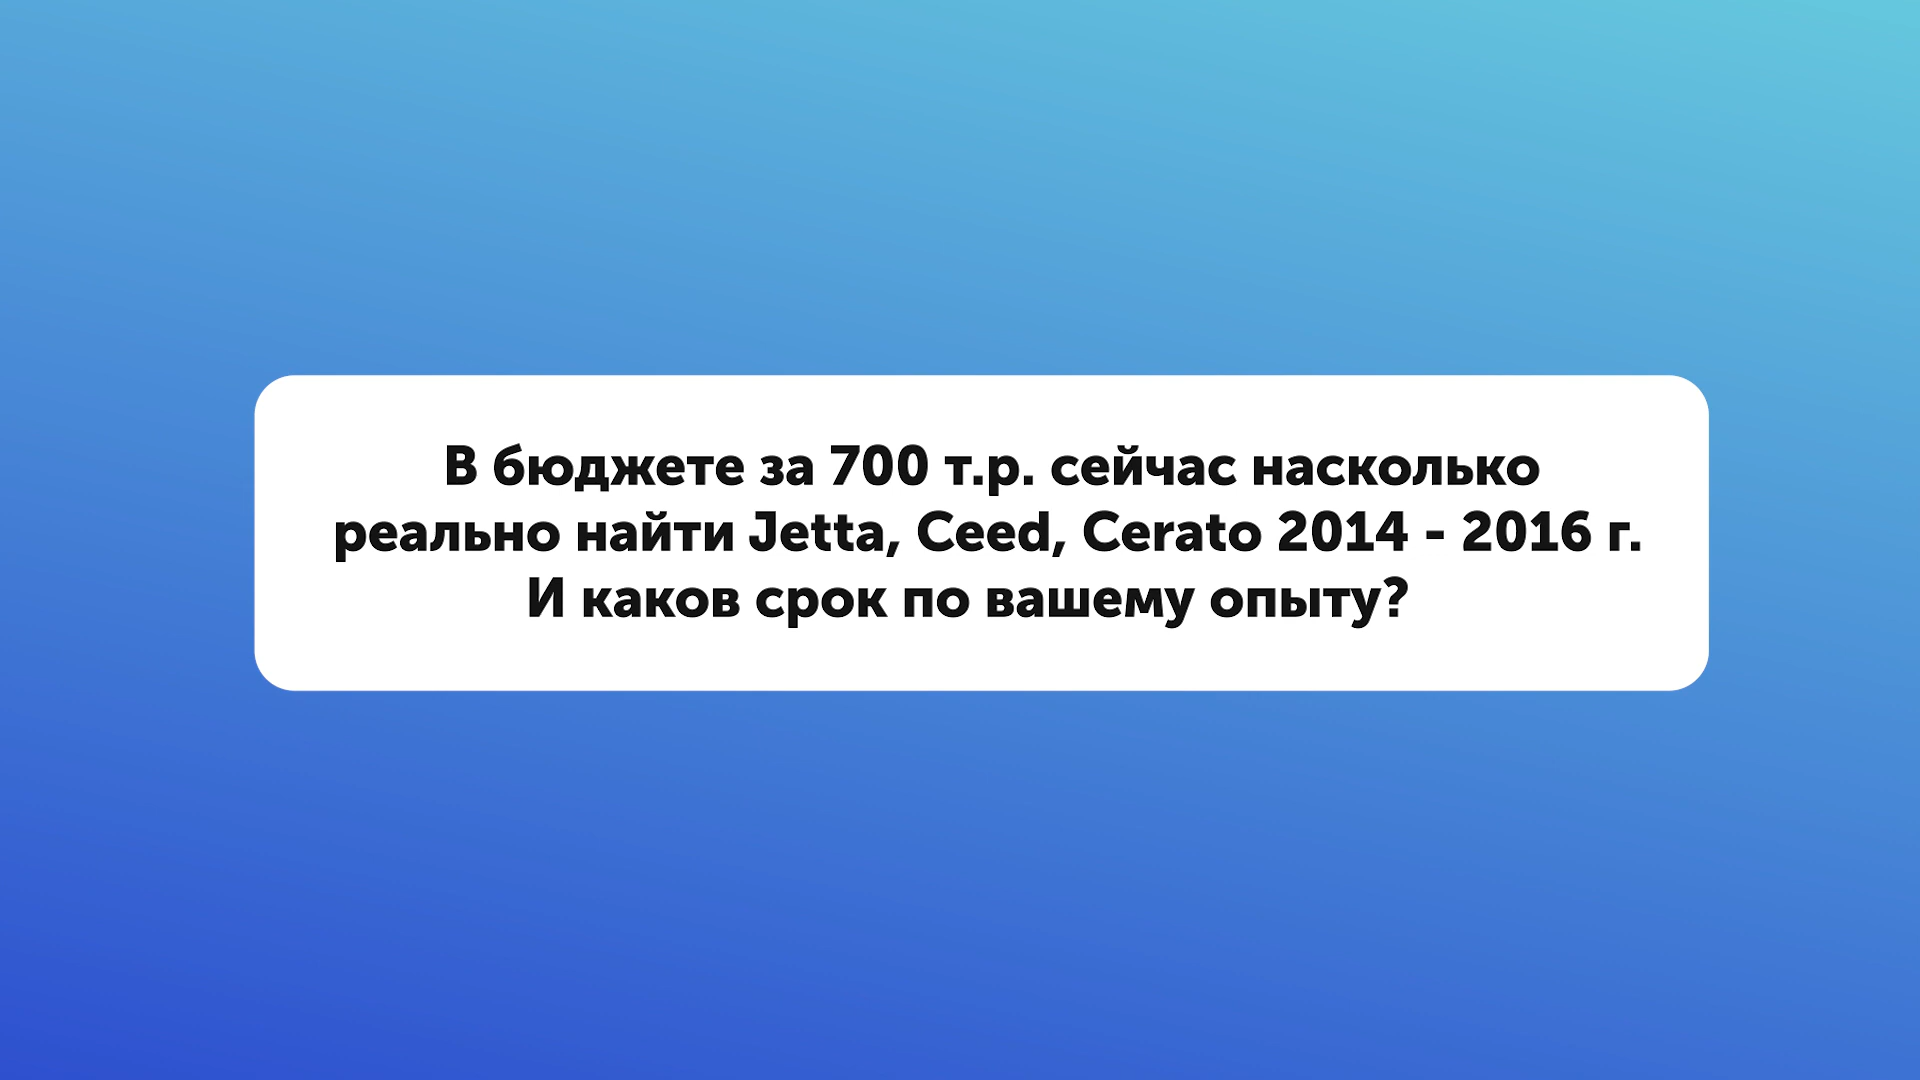 В бюджете за 700 т.р. сейчас насколько
реально найти Jetta, Ceed, Cerato 2014 - 2016 г.
И каков срок по вашему опыту?